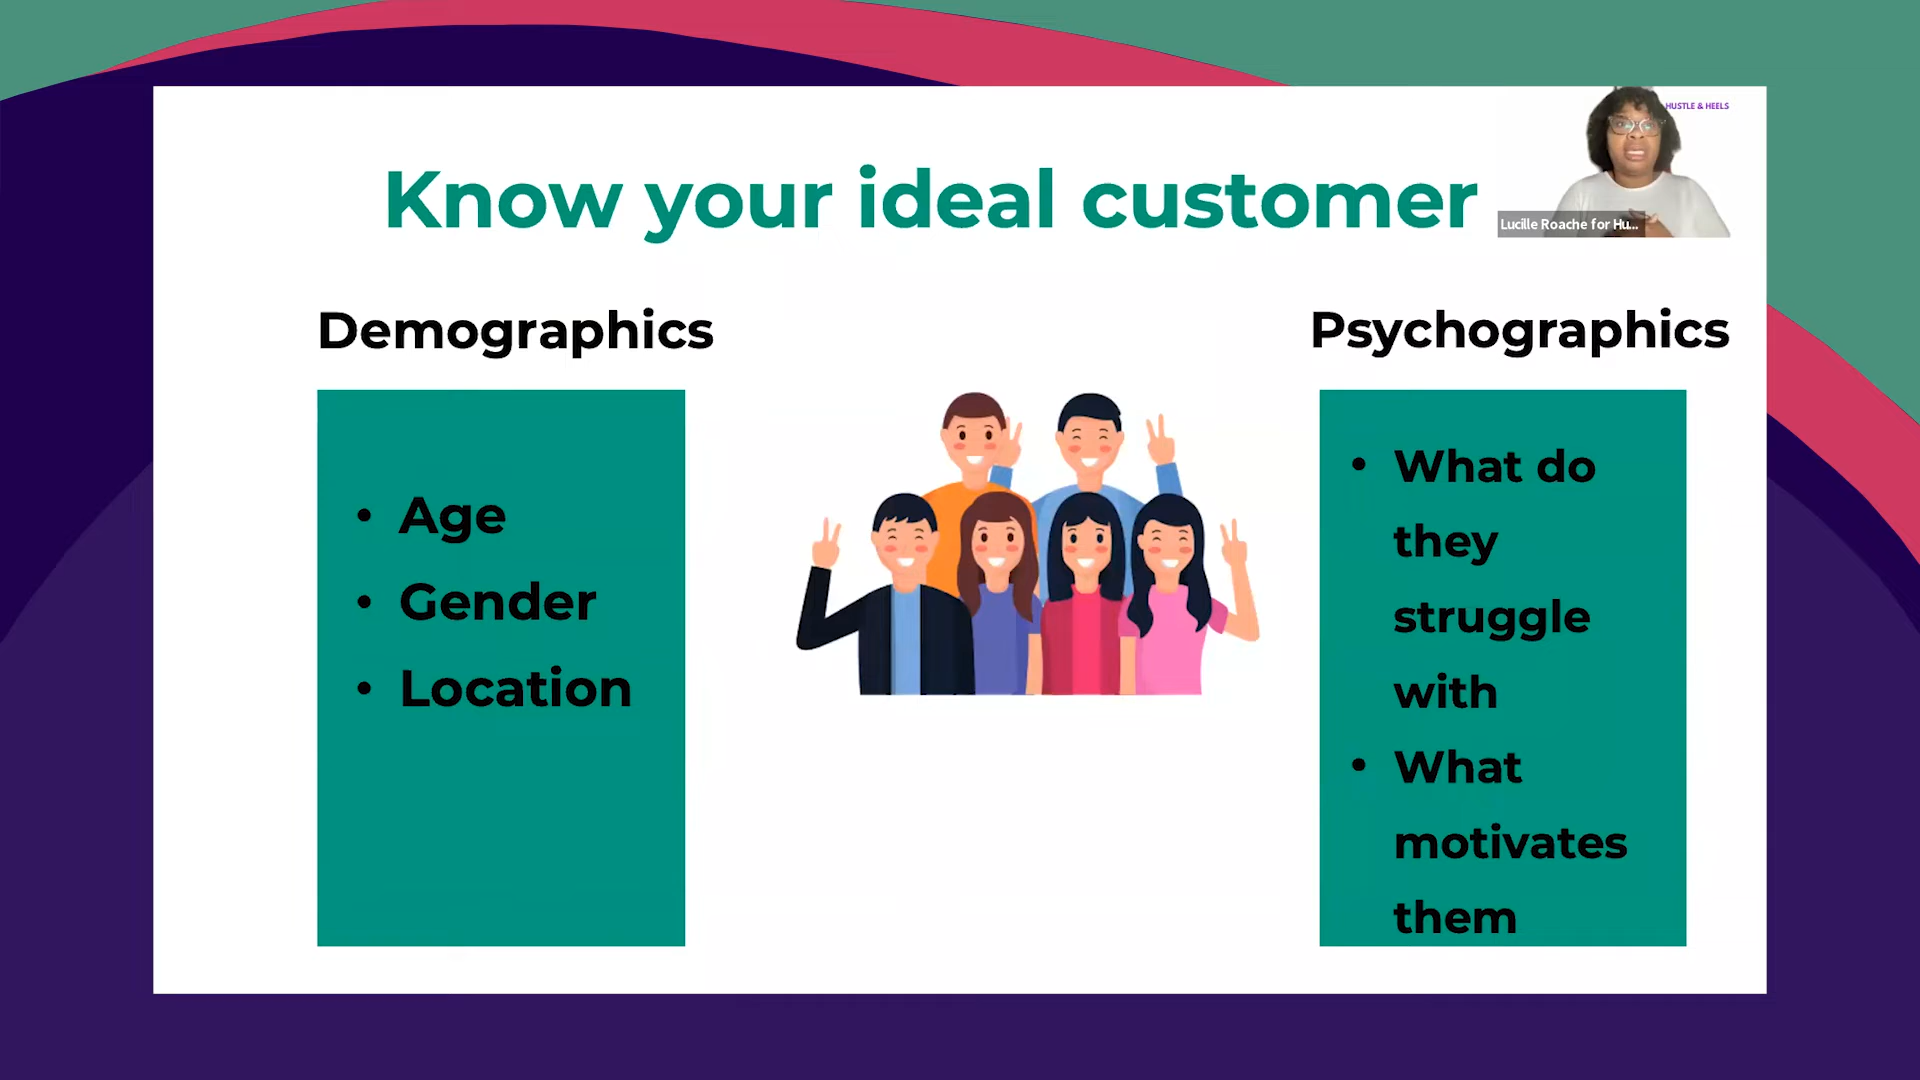 HUSTLE & HEELS
Know your ideal customer
Lucille Roache for Hu...
Demographics
• Age
• Gender
• Location
Psychographics
• What do
they
struggle
with
• What
motivates
them